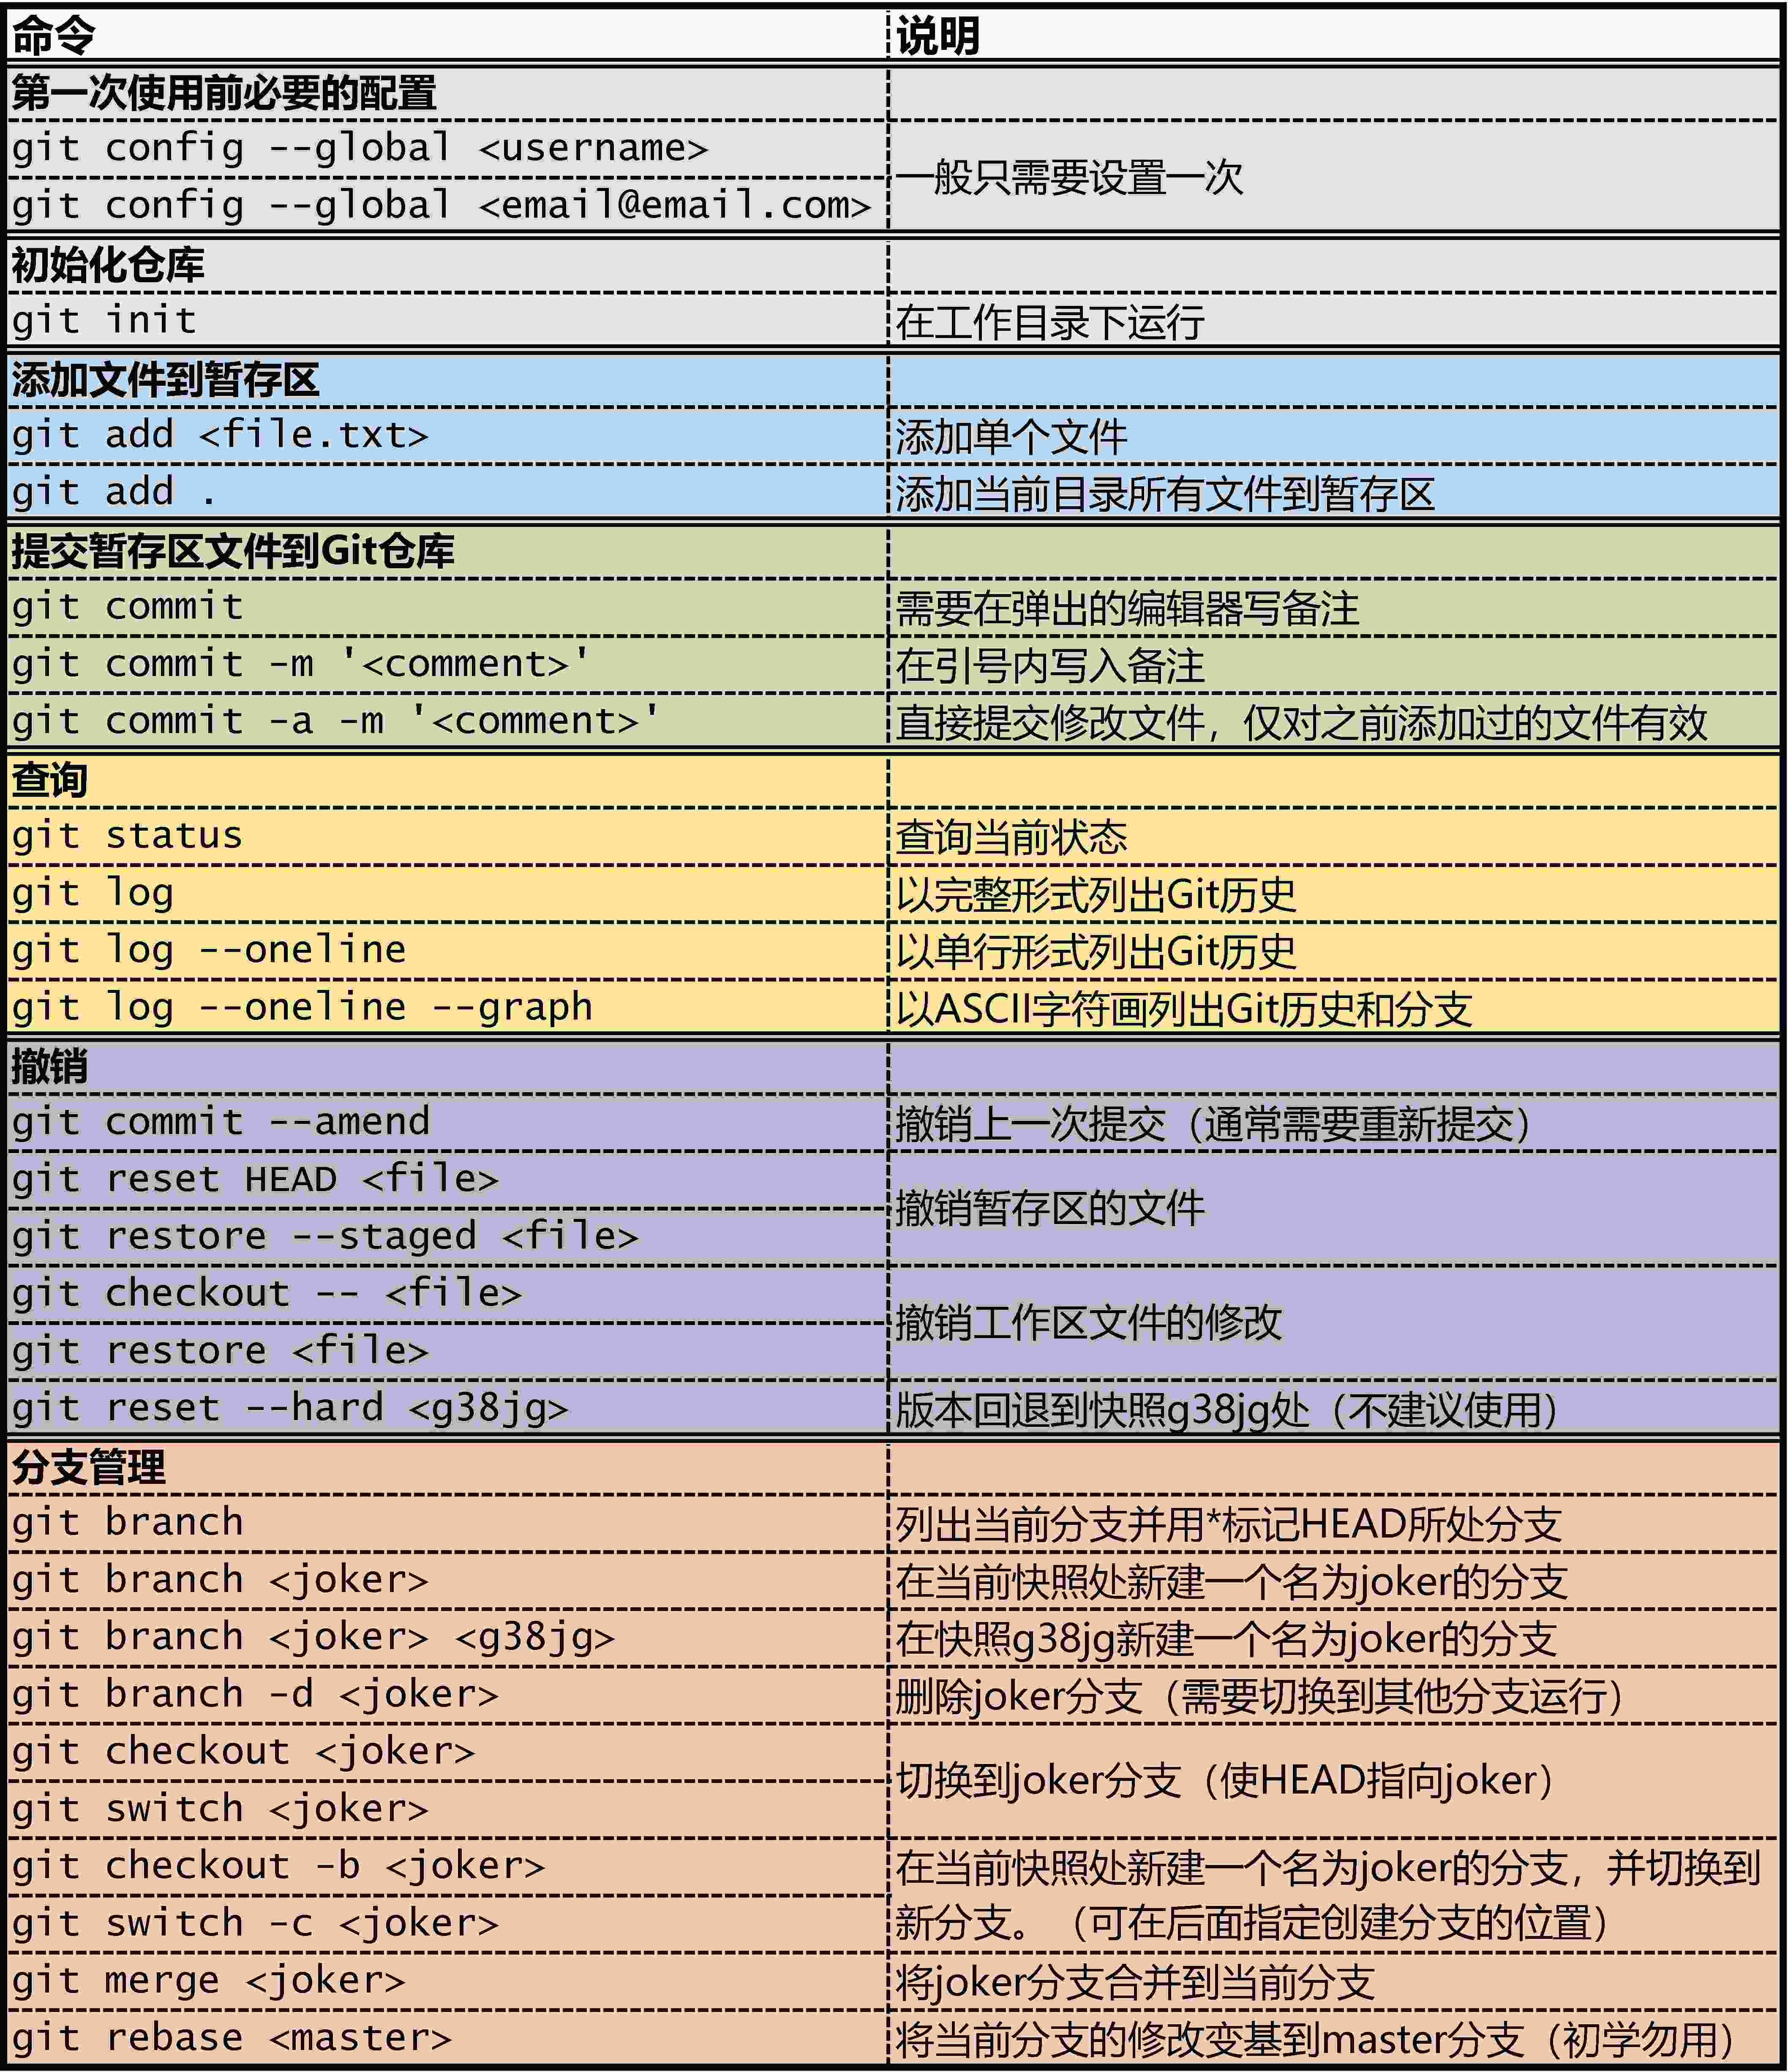 命令 说明
第一次使用前必要的配置
git config --global <username>
一般只需要设置一次
git config --global <email@email.com>
初始化仓库
git init 在工作目录下运行
添加文件到暂存区
git add <file.txt> 添加单个文件
git add . 添加当前目录所有文件到暂存区
提交暂存区文件到Git仓库
git commit 需要在弹出的编辑器写备注
git commit -m '<comment>' 在引号内写入备注
git commit -a -m '<comment>' 直接提交修改文件，仅对之前添加过的文件有效
查询
git status 查询当前状态
git log 以完整形式列出Git历史
git log --oneline 以单行形式列出Git历史
git log --oneline --graph 以ASCII字符画列出Git历史和分支
撤销
git commit --amend 撤销上一次提交（通常需要重新提交）
git reset HEAD <file>
撤销暂存区的文件
git restore --staged <file>
git checkout -- <file>
撤销工作区文件的修改
git restore <file>
git reset --hard <g38jg> 版本回退到快照g38jg处（不建议使用）
分支管理
git branch 列出当前分支并用*标记HEAD所处分支
git branch <joker> 在当前快照处新建一个名为joker的分支
git branch <joker> <g38jg> 在快照g38jg新建一个名为joker的分支
git branch -d <joker> 删除joker分支（需要切换到其他分支运行）
git checkout <joker>
切换到joker分支（使HEAD指向joker）
git switch <joker>
git checkout -b <joker> 在当前快照处新建一个名为joker的分支，并切换到
git switch -c <joker> 新分支。（可在后面指定创建分支的位置）
git merge <joker> 将joker分支合并到当前分支
git rebase <master> 将当前分支的修改变基到master分支（初学勿用）